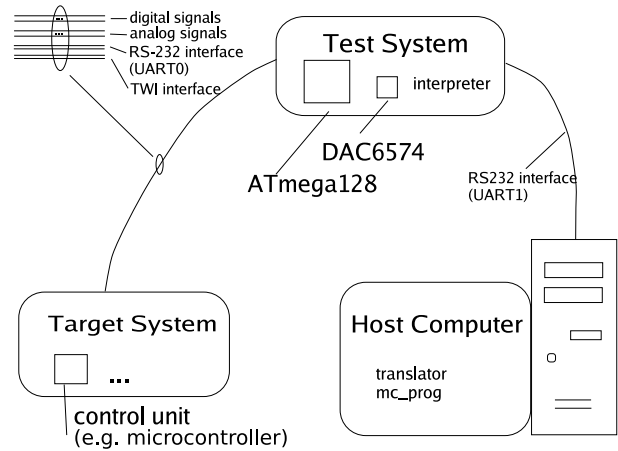 digital signals
analog signals
RS-232 interface
(UART0)
TWI interface
Test System
interpreter
DAC6574
ATmega128
RS232 interface
(UART1)
Target System
...
control unit
(e.g. microcontroller)
Host Computer
translator
mc_prog